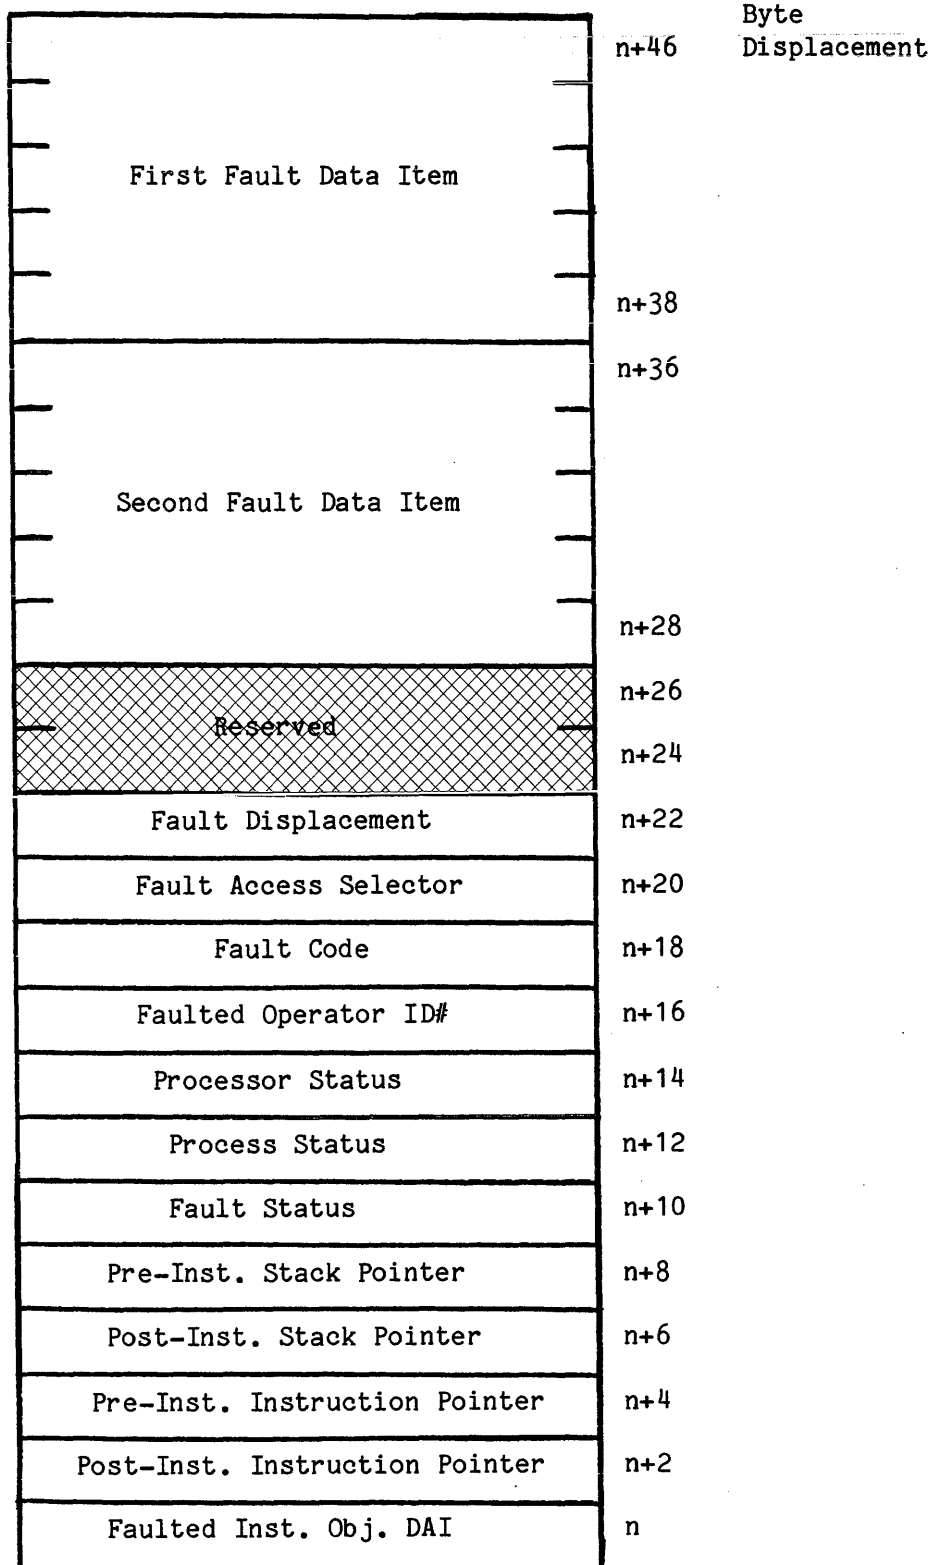 Byte
n+46 Displacement
First Fault Data Item
n+38
n+36
Second Fault Data Item
n+28
n+26
Reserved
n+24
Fault Displacement n+22
Fault Access Selector n+20
Fault Code n+18
Faulted Operator ID# n+16
Processor Status n+14
Process Status n+12
Fault Status n+10
Pre-Inst. Stack Pointer n+8
Post-Inst. Stack Pointer n+6
Pre-Inst. Instruction Pointer n+4
Post-Inst. Instruction Pointer n+2
Faulted Inst. Obj. DAI n